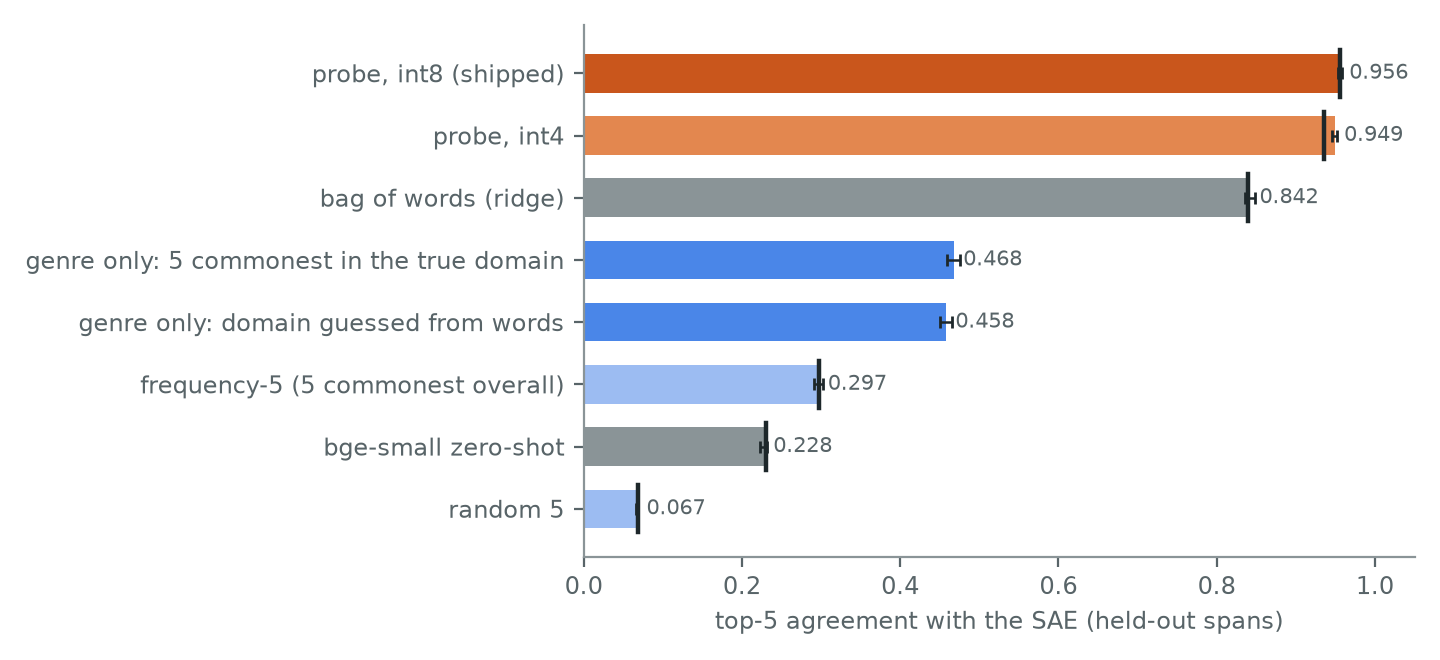 probe, int8 (shipped) 0.956
probe, int4 0.949
bag of words (ridge) 0.842
genre only: 5 commonest in the true domain 0.468
genre only: domain guessed from words 0.458
frequency-5 (5 commonest overall) 0.297
bge-small zero-shot 0.228
random 5 0.067
0.0 0.2 0.4 0.6 0.8 1.0
top-5 agreement with the SAE (held-out spans)